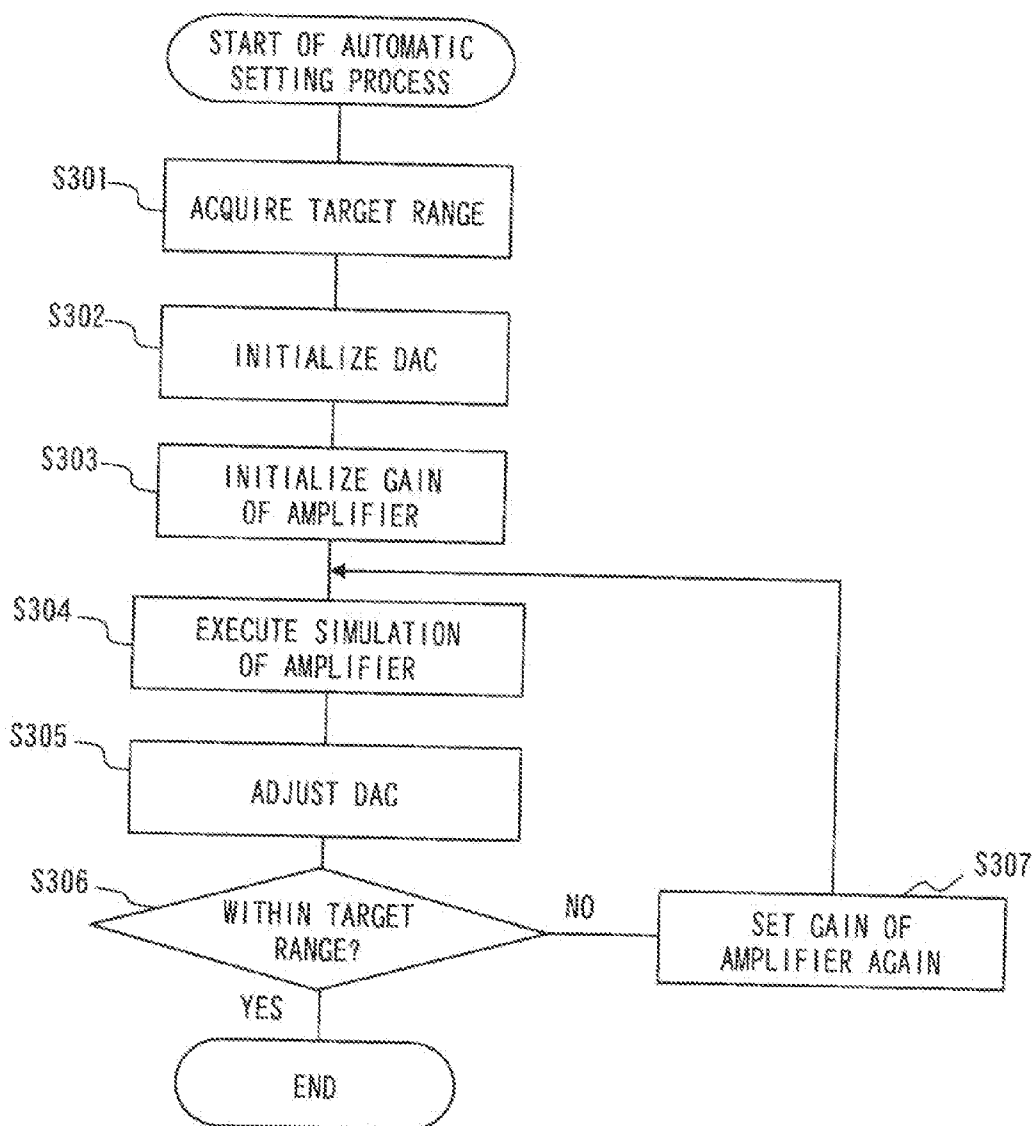 START OF AUTOMATIC
SETTING PROCESS
S301
ACQUIRE TARGET RANGE
S302
INITIALIZE DAC
S303
INITIALIZE GAIN
OF AMPLIFIER
S304
EXECUTE SIMULATION
OF AMPLIFIER
S305
ADJUST DAC
S306
WITHIN TARGET
RANGE?
NO
S307
SET GAIN OF
AMPLIFIER AGAIN
YES
END